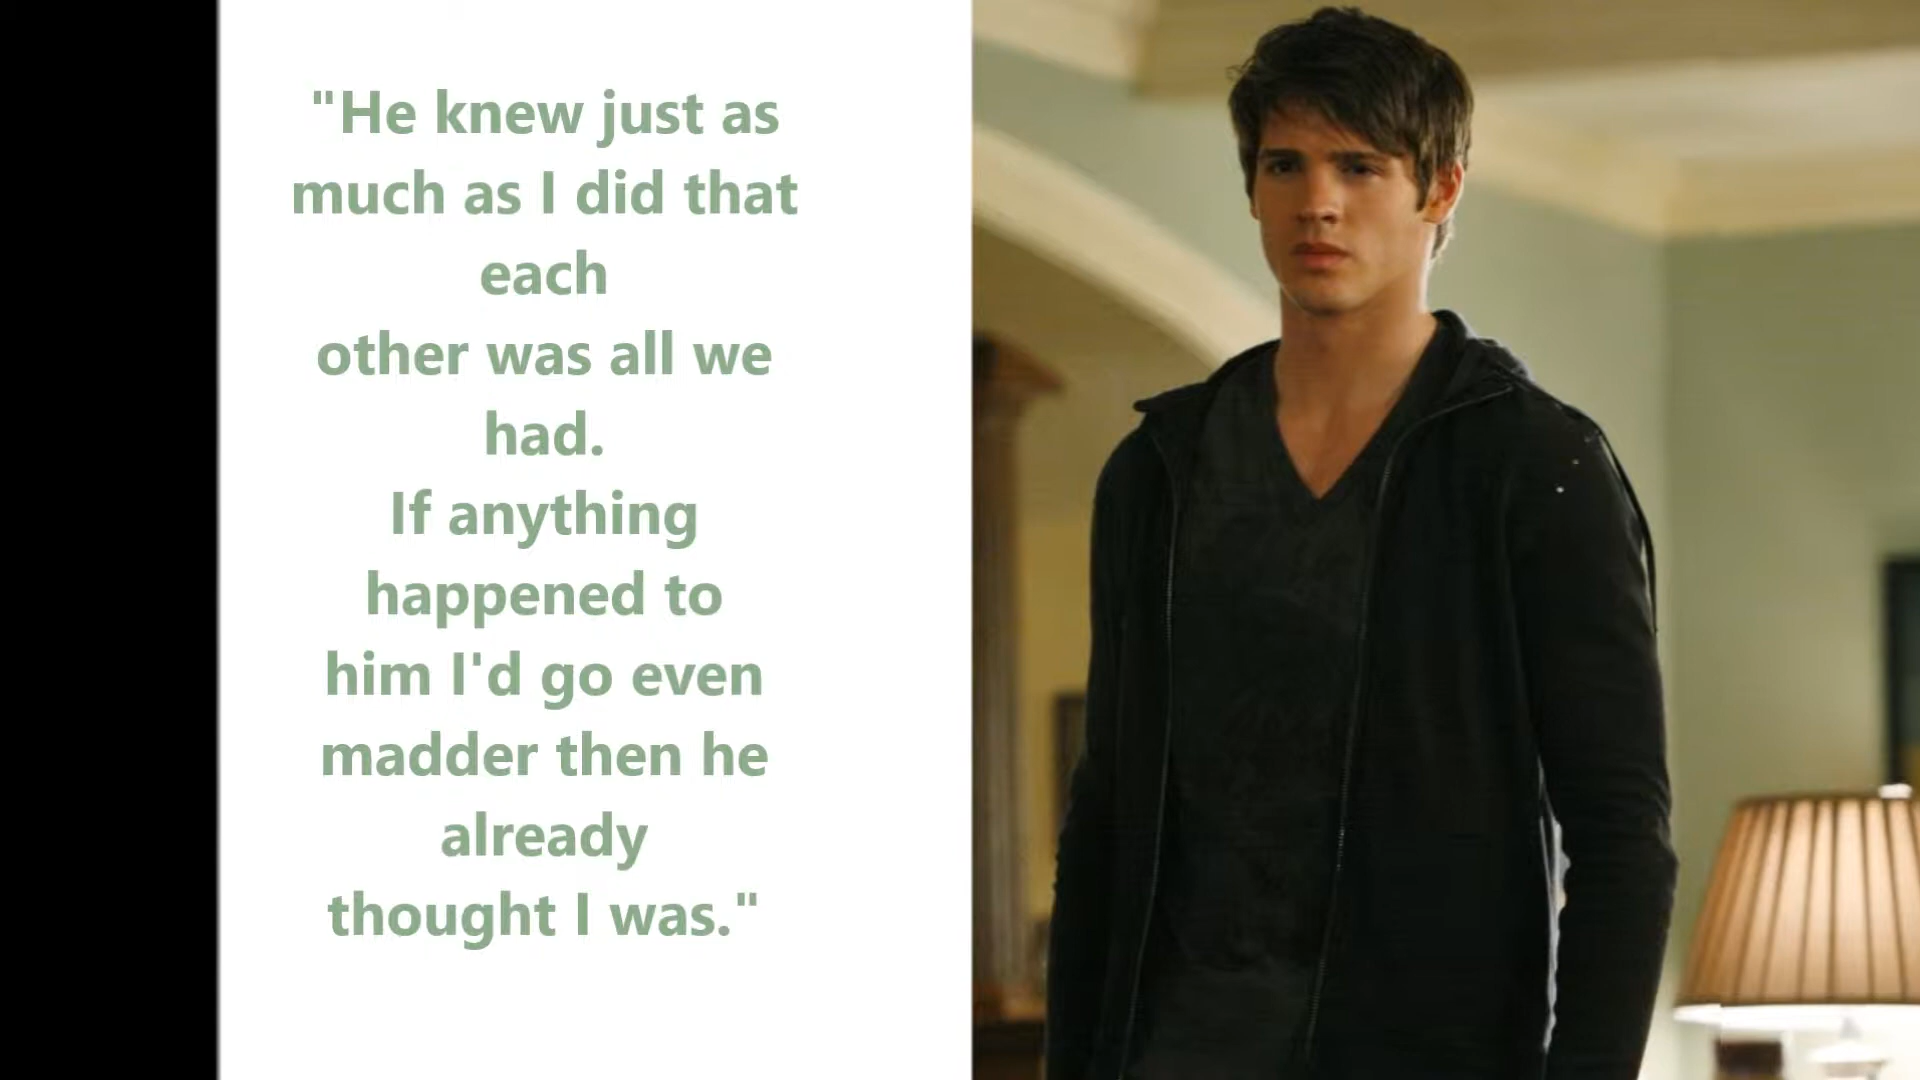 "He knew just as
much as I did that
each
other was all we
had.
If anything
happened to
him I'd go even
madder then he
already
thought I was."